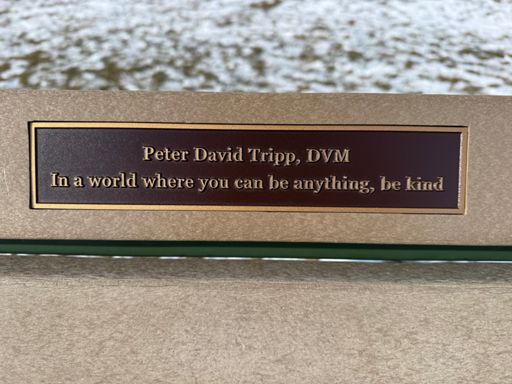 Peter David Tripp, DVM
In a world where you can be anything, be kind